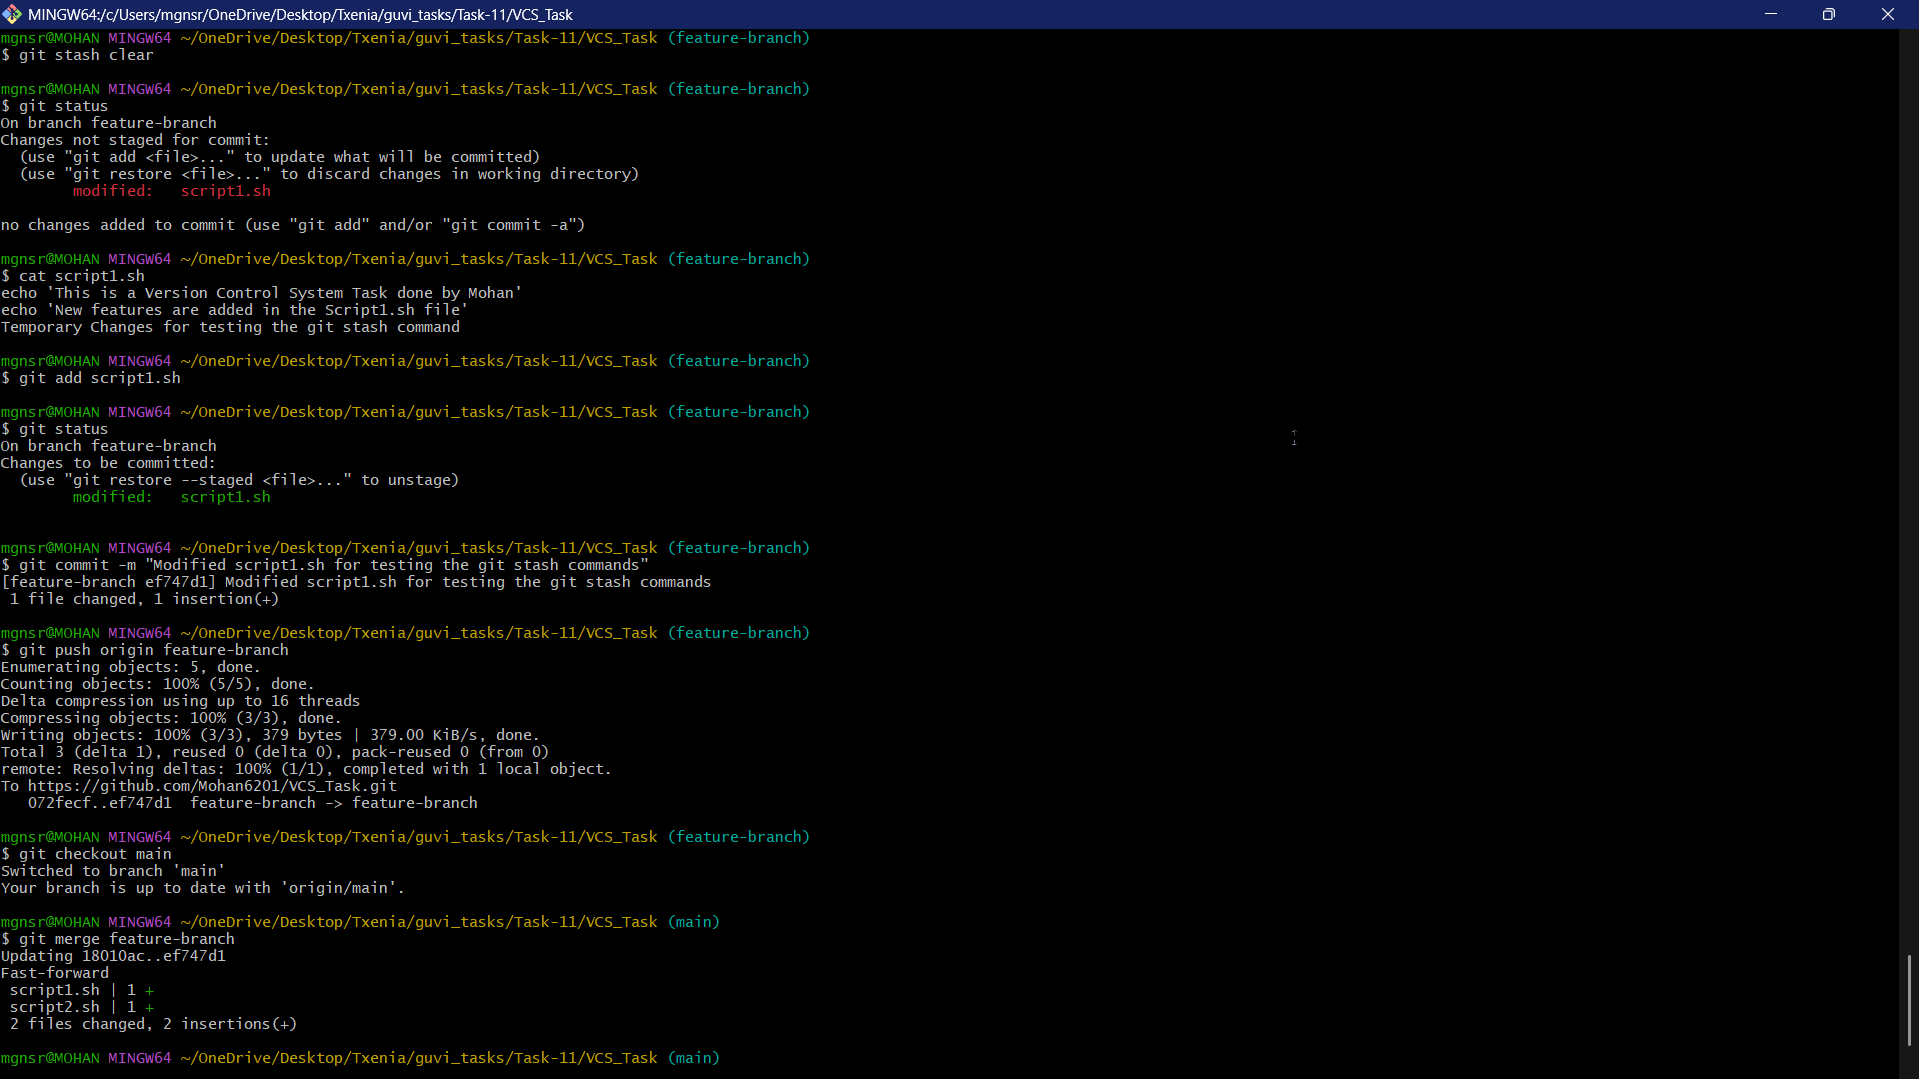 MINGW64:/c/Users/mgnsr/OneDrive/Desktop/Txenia/guvi_tasks/Task-11/VCS_Task
mgnsr@MOHAN MINGW64 ~/OneDrive/Desktop/Txenia/guvi_tasks/Task-11/VCS_Task (feature-branch)
$ git stash clear
mgnsr@MOHAN MINGW64 ~/OneDrive/Desktop/Txenia/guvi_tasks/Task-11/VCS_Task (feature-branch)
$ git status
On branch feature-branch
Changes not staged for commit:
  (use "git add <file>..." to update what will be committed)
  (use "git restore <file>..." to discard changes in working directory)
        modified:   script1.sh
no changes added to commit (use "git add" and/or "git commit -a")
mgnsr@MOHAN MINGW64 ~/OneDrive/Desktop/Txenia/guvi_tasks/Task-11/VCS_Task (feature-branch)
$ cat script1.sh
echo 'This is a Version Control System Task done by Mohan'
echo 'New features are added in the Script1.sh file'
Temporary Changes for testing the git stash command
mgnsr@MOHAN MINGW64 ~/OneDrive/Desktop/Txenia/guvi_tasks/Task-11/VCS_Task (feature-branch)
$ git add script1.sh
mgnsr@MOHAN MINGW64 ~/OneDrive/Desktop/Txenia/guvi_tasks/Task-11/VCS_Task (feature-branch)
$ git status
On branch feature-branch
Changes to be committed:
  (use "git restore --staged <file>..." to unstage)
        modified:   script1.sh
mgnsr@MOHAN MINGW64 ~/OneDrive/Desktop/Txenia/guvi_tasks/Task-11/VCS_Task (feature-branch)
$ git commit -m "Modified script1.sh for testing the git stash commands"
[feature-branch ef747d1] Modified script1.sh for testing the git stash commands
 1 file changed, 1 insertion(+)
mgnsr@MOHAN MINGW64 ~/OneDrive/Desktop/Txenia/guvi_tasks/Task-11/VCS_Task (feature-branch)
$ git push origin feature-branch
Enumerating objects: 5, done.
Counting objects: 100% (5/5), done.
Delta compression using up to 16 threads
Compressing objects: 100% (3/3), done.
Writing objects: 100% (3/3), 379 bytes | 379.00 KiB/s, done.
Total 3 (delta 1), reused 0 (delta 0), pack-reused 0 (from 0)
remote: Resolving deltas: 100% (1/1), completed with 1 local object.
To https://github.com/Mohan6201/VCS_Task.git
   072fecf..ef747d1  feature-branch -> feature-branch
mgnsr@MOHAN MINGW64 ~/OneDrive/Desktop/Txenia/guvi_tasks/Task-11/VCS_Task (feature-branch)
$ git checkout main
Switched to branch 'main'
Your branch is up to date with 'origin/main'.
mgnsr@MOHAN MINGW64 ~/OneDrive/Desktop/Txenia/guvi_tasks/Task-11/VCS_Task (main)
$ git merge feature-branch
Updating 18010ac..ef747d1
Fast-forward
 script1.sh | 1 +
 script2.sh | 1 +
 2 files changed, 2 insertions(+)
mgnsr@MOHAN MINGW64 ~/OneDrive/Desktop/Txenia/guvi_tasks/Task-11/VCS_Task (main)